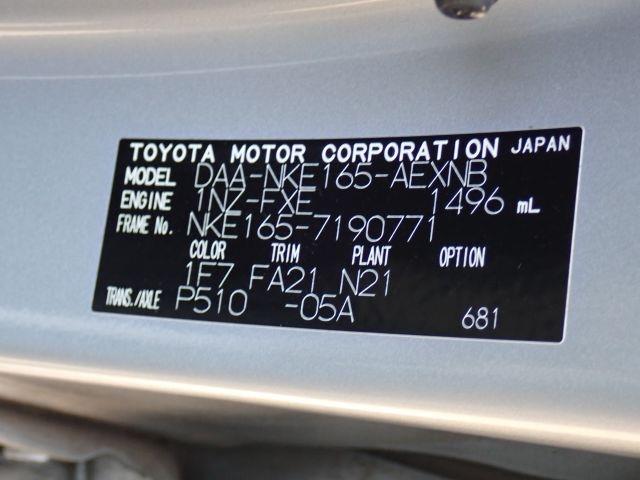 TOYOTA MOTOR CORPORATION JAPAN
MODEL DAA-NKE165-AEXNB
ENGINE 1NZ-FXE 1496 mL
FRAME No. NKE165-7190771
COLOR TRIM PLANT OPTION
1F7 FA21 N21
TRANS./AXLE P510 -05A 681